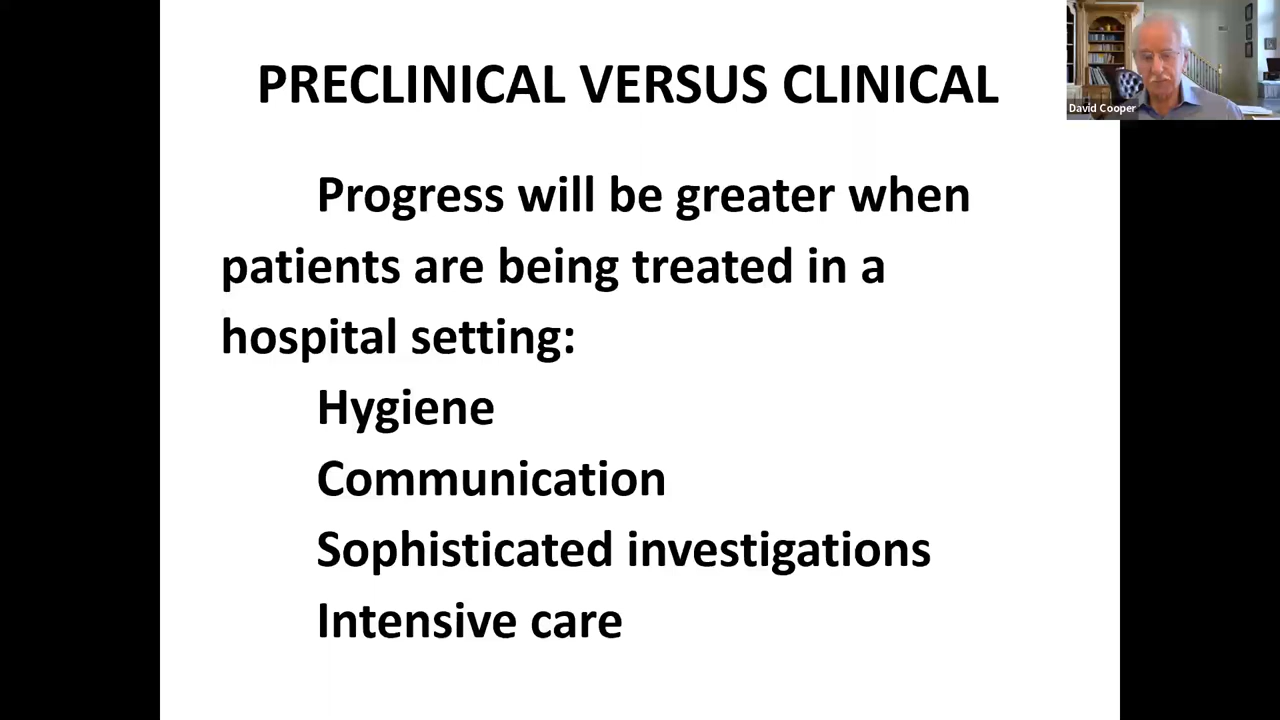 PRECLINICAL VERSUS CLINICAL
David Cooper
Progress will be greater when
patients are being treated in a
hospital setting:
Hygiene
Communication
Sophisticated investigations
Intensive care